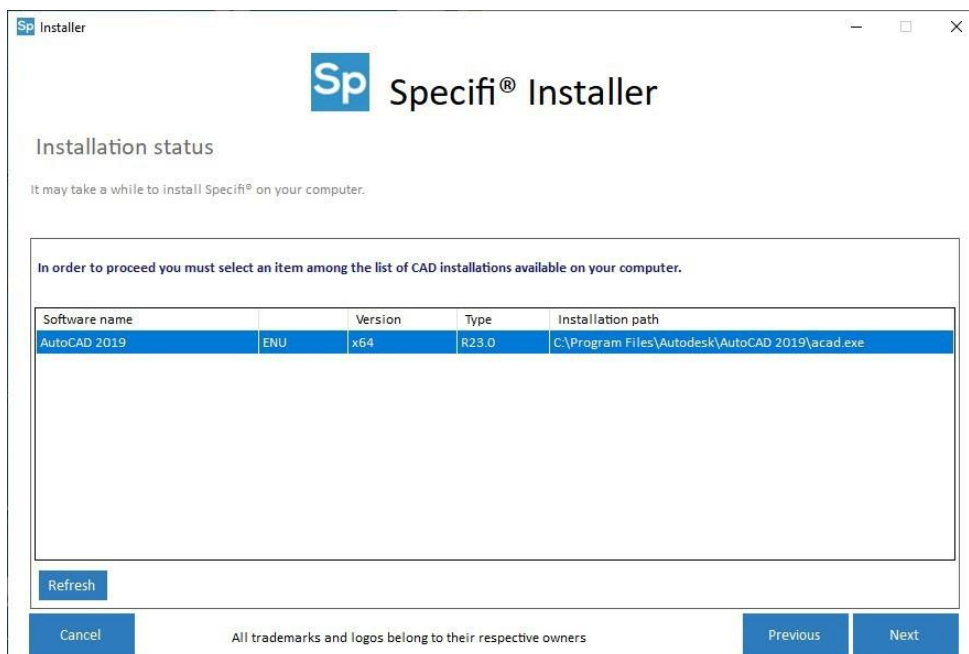 Sp Installer
Sp Specifi® Installer
Installation status
It may take a while to install Specifi® on your computer.
In order to proceed you must select an item among the list of CAD installations available on your computer.
Software name Version Type Installation path
AutoCAD 2019 ENU x64 R23.0 C:\Program Files\Autodesk\AutoCAD 2019\acad.exe
Refresh
Cancel All trademarks and logos belong to their respective owners Previous Next